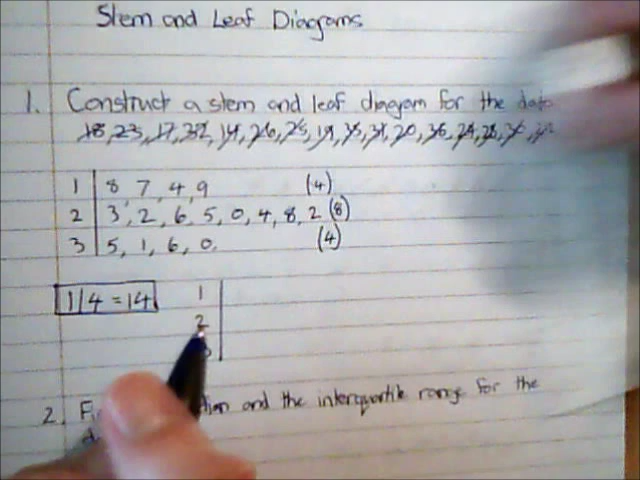 Stem and Leaf Diagrams
1. Construct a stem and leaf diagram for the data
18, 23, 17, 32, 14, 26, 25, 19, 35, 31, 20, 36, 24, 28, 30,
1 | 8 7, 4, 9 (4)
2 | 3, 2, 6, 5, 0, 4, 8, 2 (8)
3 | 5, 1, 6, 0, (4)
1|4 = 14 1
2
2. and the interquartile range for the